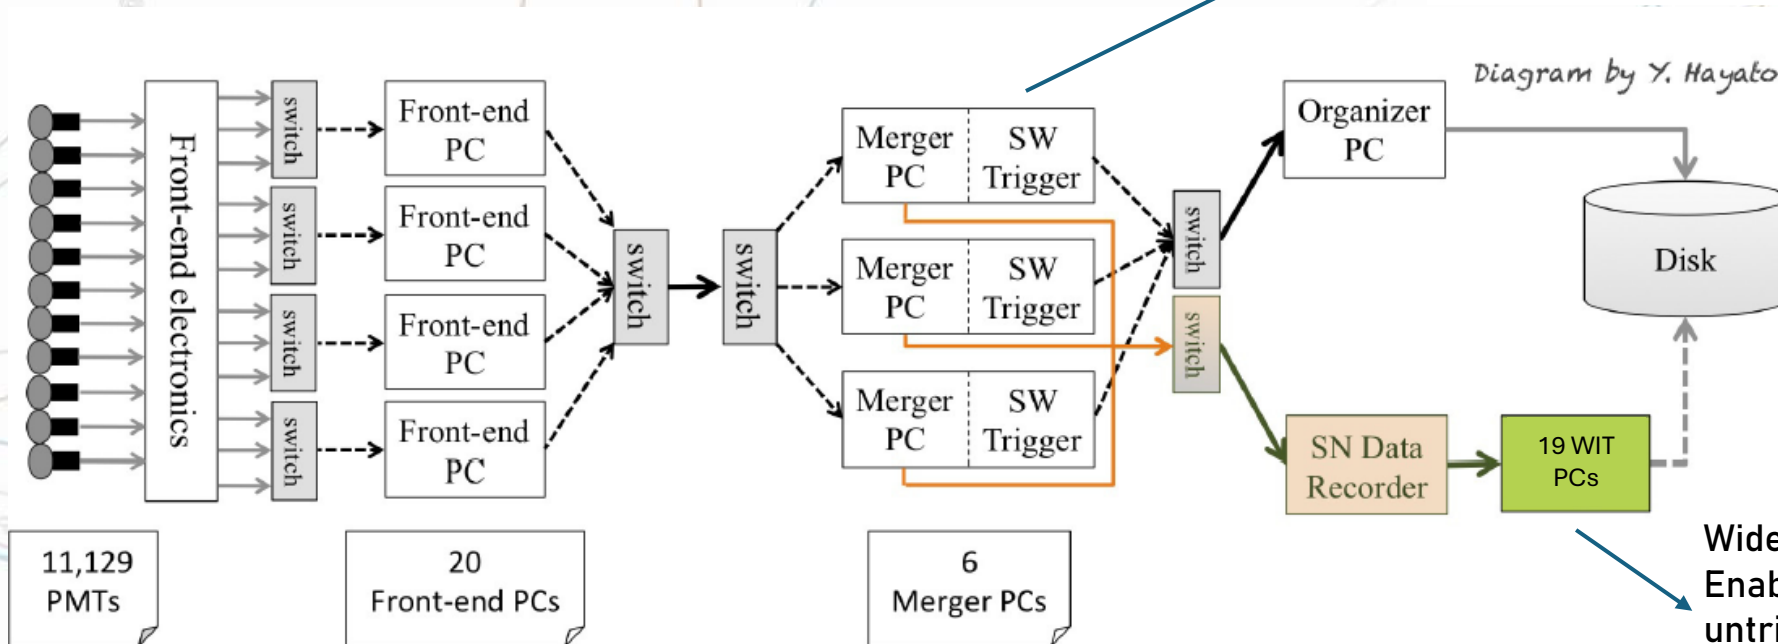 Diagram by Y. Hayato
Front-end electronics
switch
switch
switch
switch
Front-end
PC
Front-end
PC
Front-end
PC
Front-end
PC
switch
switch
Merger
PC
SW
Trigger
Merger
PC
SW
Trigger
Merger
PC
SW
Trigger
switch
switch
Organizer
PC
Disk
SN Data
Recorder
19 WIT
PCs
11,129
PMTs
20
Front-end PCs
6
Merger PCs
Wide
Enab
untri